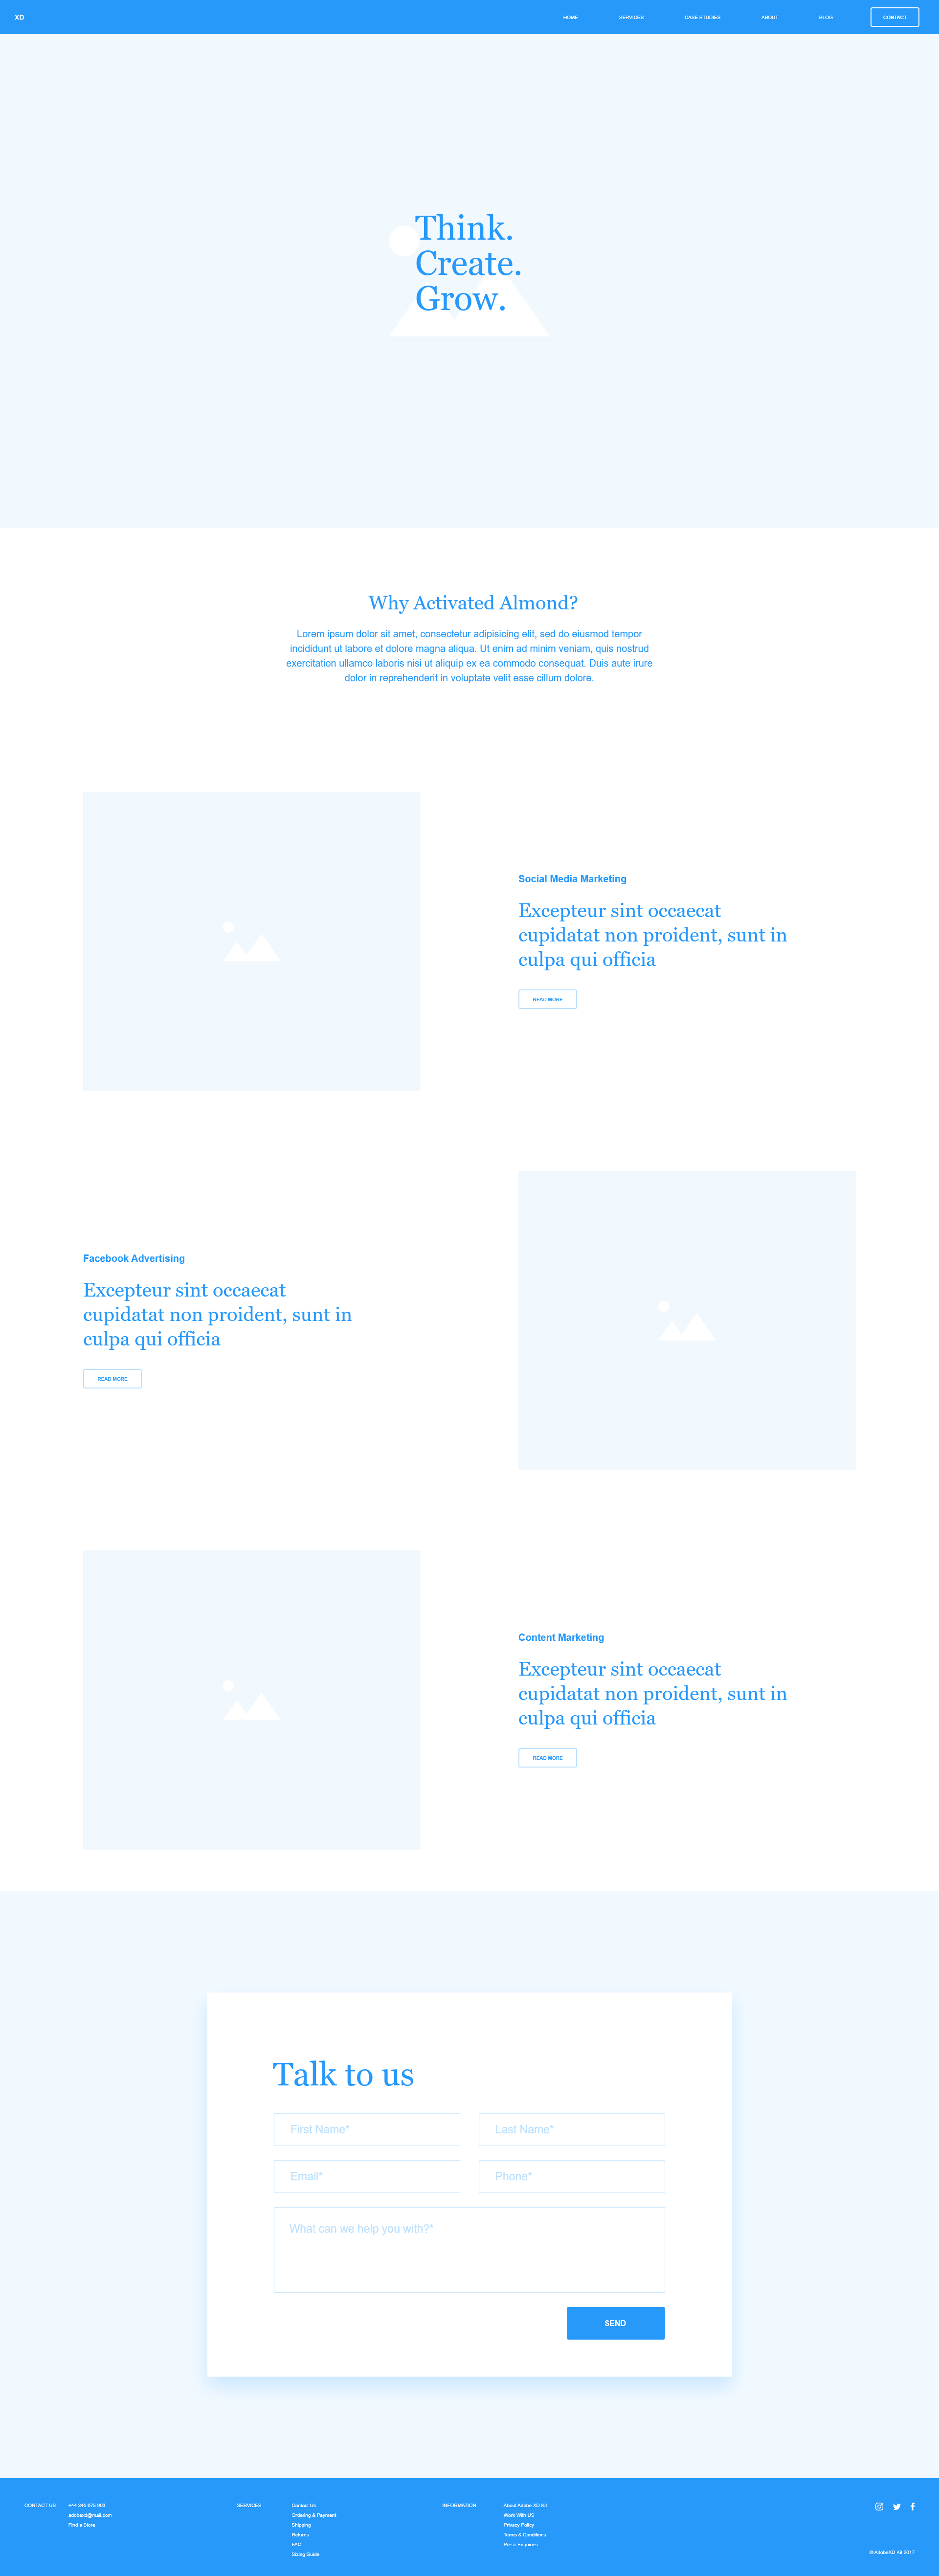 XD
HOME
SERVICES
CASE STUDIES
ABOUT
BLOG
CONTACT
Think.
Create.
Grow.
Why Activated Almond?
Lorem ipsum dolor sit amet, consectetur adipisicing elit, sed do eiusmod tempor
incididunt ut labore et dolore magna aliqua. Ut enim ad minim veniam, quis nostrud
exercitation ullamco laboris nisi ut aliquip ex ea commodo consequat. Duis aute irure
dolor in reprehenderit in voluptate velit esse cillum dolore.
Social Media Marketing
Excepteur sint occaecat
cupidatat non proident, sunt in
culpa qui officia
READ MORE
Facebook Advertising
Excepteur sint occaecat
cupidatat non proident, sunt in
culpa qui officia
READ MORE
Content Marketing
Excepteur sint occaecat
cupidatat non proident, sunt in
culpa qui officia
READ MORE
Talk to us
First Name*
Last Name*
Email*
Phone*
What can we help you with?*
SEND
CONTACT US
+44 345 678 903
adobexd@mail.com
Find a Store
SERVICES
Contact Us
Ordering & Payment
Returns
FAQ
Sizing Guide
INFORMATION
About Adobe XD Kit
Work With US
Privacy Policy
Terms & Conditions
Press Enquiries
© AdobeXD Kit 2017